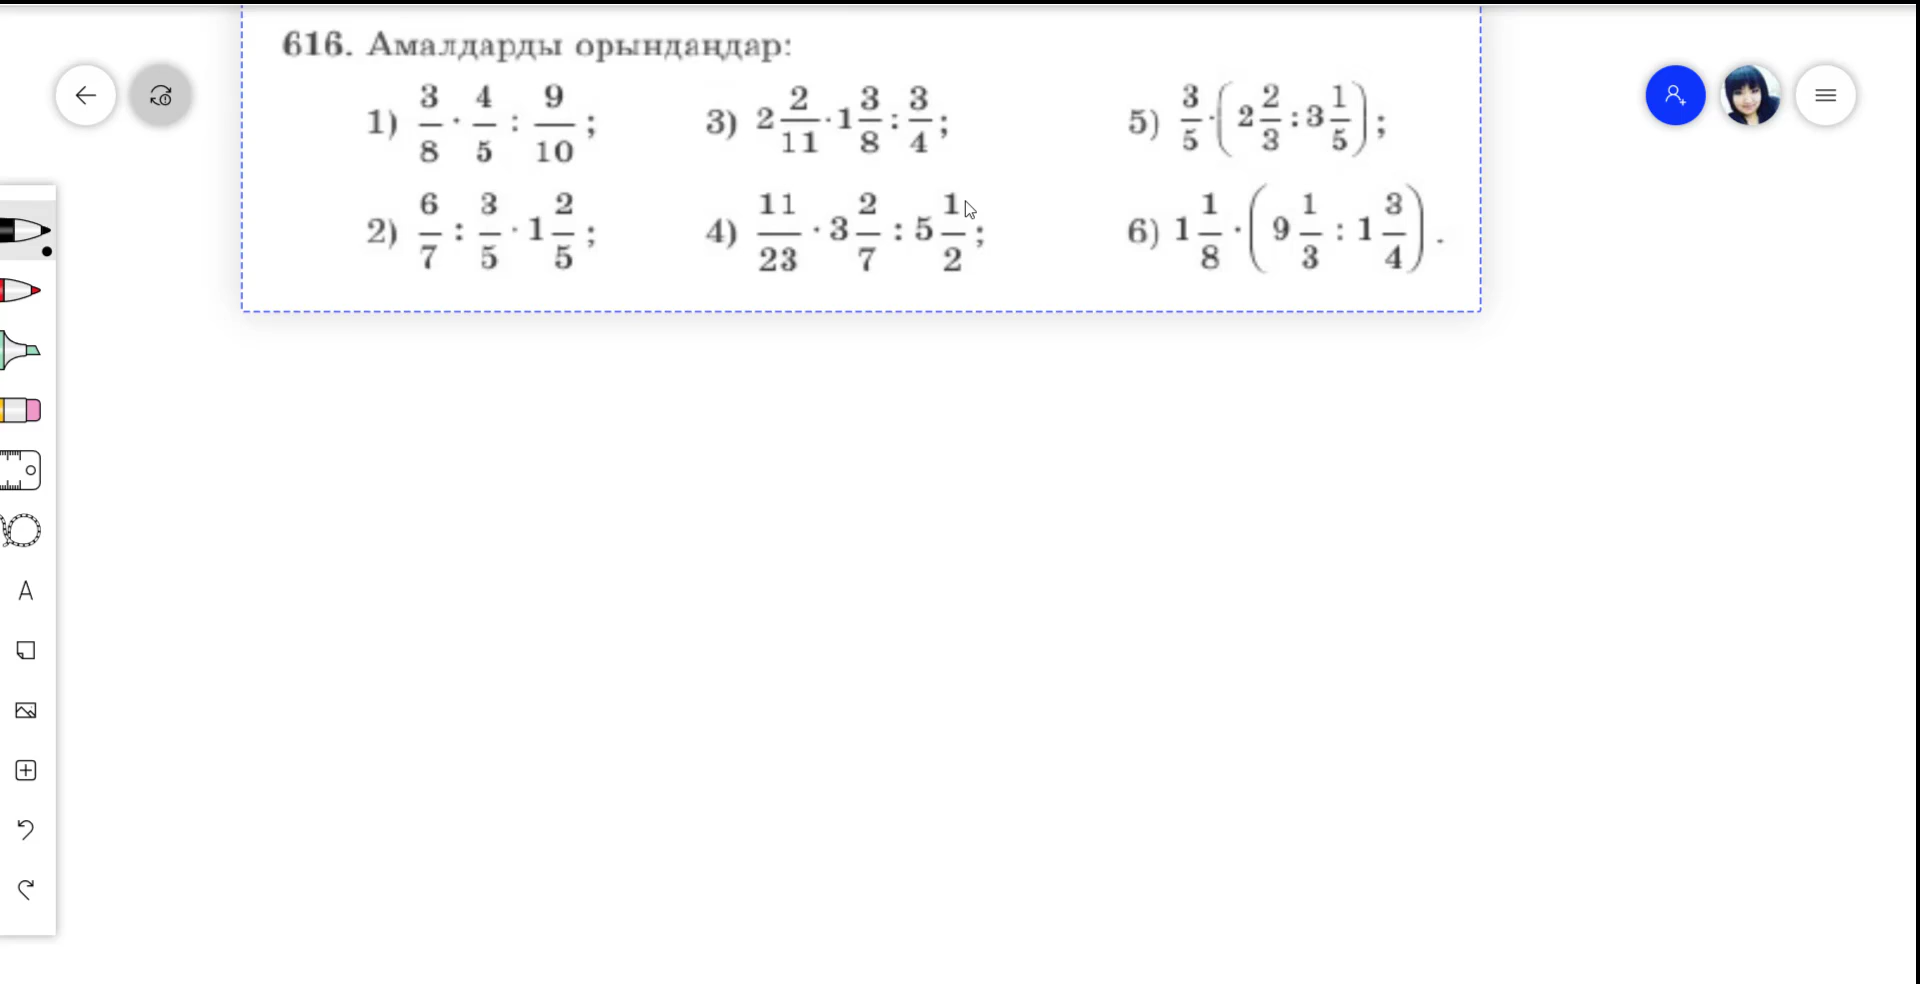 616. Амалдарды орындаңдар:
1) 3/8 · 4/5 : 9/10 ; 3) 2 2/11 · 1 3/8 : 3/4 ; 5) 3/5 · (2 2/3 : 3 1/5) ;
2) 6/7 : 3/5 · 1 2/5 ; 4) 11/23 · 3 2/7 : 5 1/2 ; 6) 1 1/8 · (9 1/3 : 1 3/4) .
A